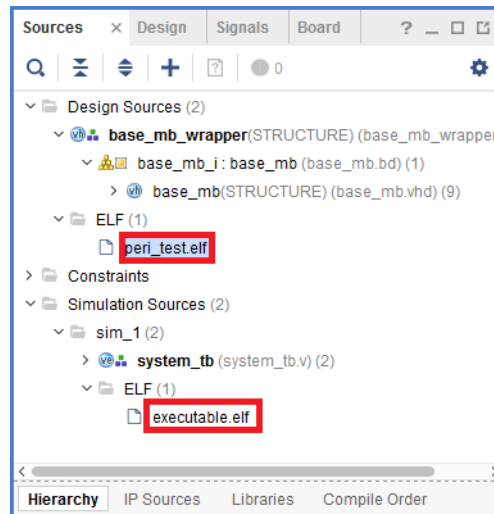 Sources × Design Signals Board ? _
0
Design Sources (2)
base_mb_wrapper(STRUCTURE) (base_mb_wrapper
base_mb_i : base_mb (base_mb.bd) (1)
base_mb(STRUCTURE) (base_mb.vhd) (9)
ELF (1)
peri_test.elf
Constraints
Simulation Sources (2)
sim_1 (2)
system_tb (system_tb.v) (2)
ELF (1)
executable.elf
Hierarchy IP Sources Libraries Compile Order